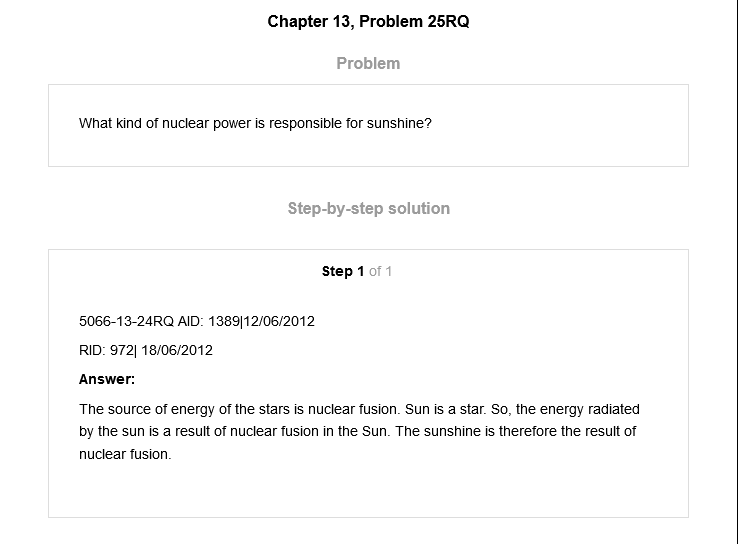 Chapter 13, Problem 25RQ
Problem
What kind of nuclear power is responsible for sunshine?
Step-by-step solution
Step 1 of 1
5066-13-24RQ AID: 1389|12/06/2012
RID: 972| 18/06/2012
Answer:
The source of energy of the stars is nuclear fusion. Sun is a star. So, the energy radiated
by the sun is a result of nuclear fusion in the Sun. The sunshine is therefore the result of
nuclear fusion.